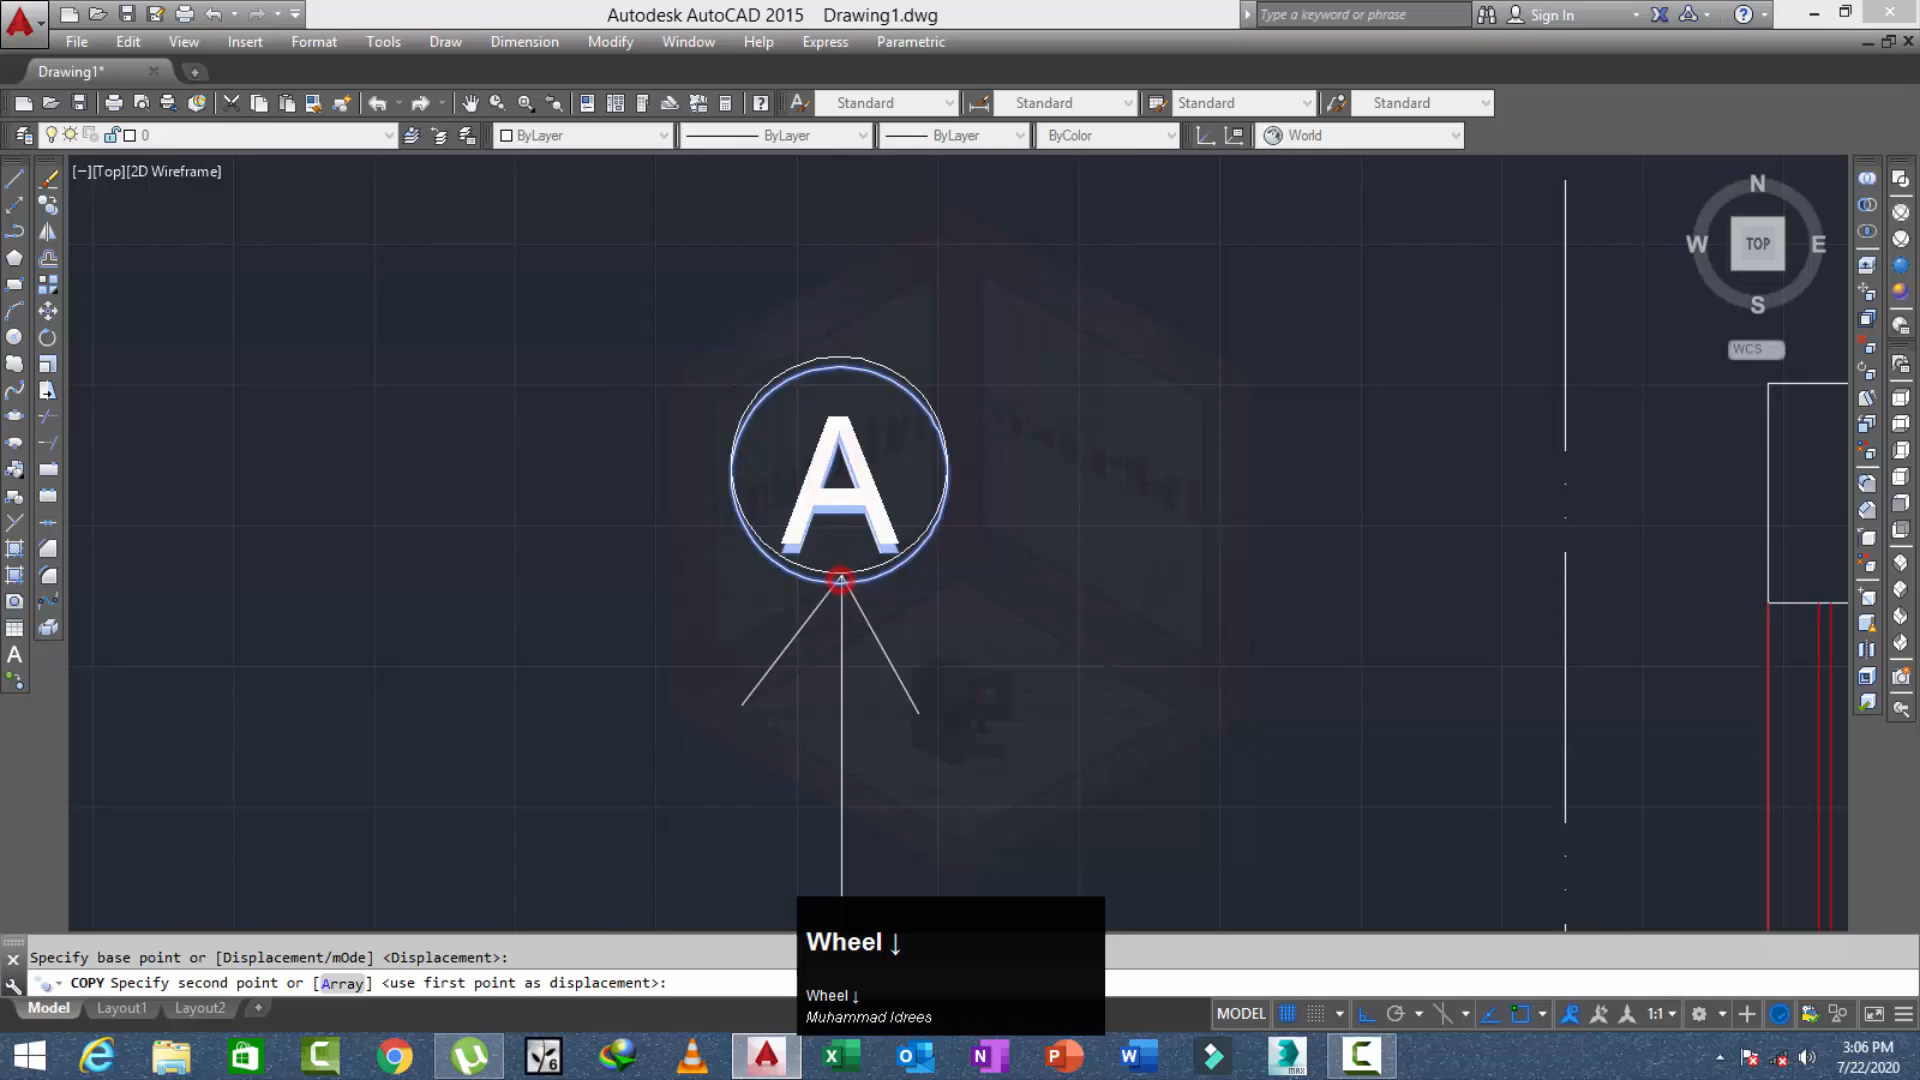 Autodesk AutoCAD 2015 Drawing1.dwg
Type a keyword or phrase
Sign In
File Edit View Insert Format Tools Draw Dimension Modify Window Help Express Parametric
Drawing1*
Standard Standard Standard Standard
0 ByLayer ByLayer ByLayer ByColor World
[−][Top][2D Wireframe]
N
W TOP E
S
WCS
A
A
Wheel ↓
Wheel ↓
Muhammad Idrees
Specify base point or [Displacement/mOde] <Displacement>:
COPY Specify second point or [Array] <use first point as displacement>:
Model Layout1 Layout2
MODEL 1:1
3:06 PM
7/22/2020